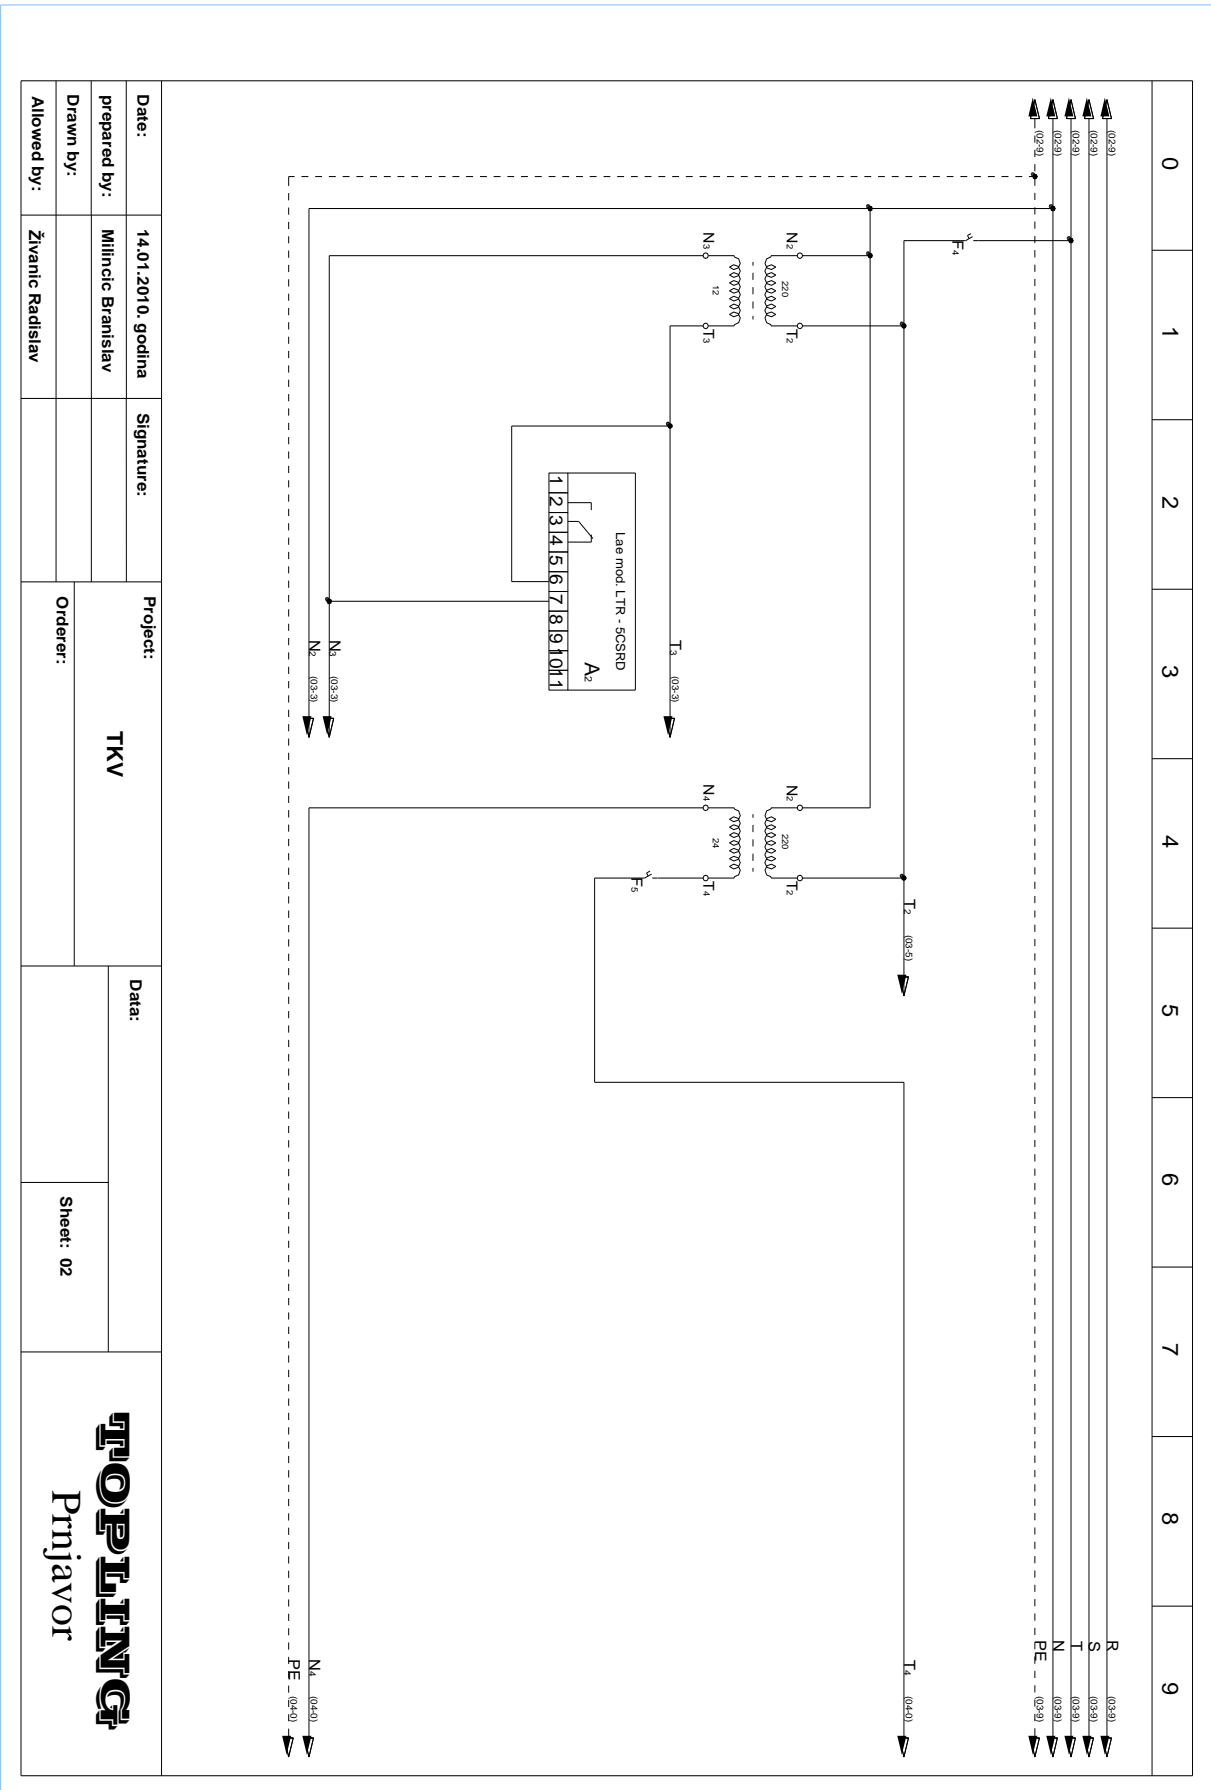 0 1 2 3 4 5 6 7 8 9
(02-9) R (03-9)
(02-9) S (03-9)
(02-9) T (03-9)
(02-9) N (03-9)
(02-9) PE (03-9)
F4
T2 (03-5)
T4 (04-0)
N2 220 T2
N2 220 T2
N3 12 T3
N4 24 T4
F5
T3 (03-3)
Lae mod. LTR - 5CSRD
A2
1 2 3 4 5 6 7 8 9 10 11
N3 (03-3)
N2 (03-3)
N4 (04-0)
PE (04-0)
Date: 14.01.2010. godina Signature:
prepared by: Milincic Branislav
Drawn by:
Allowed by: Živanic Radislav
Project:
TKV
Orderer:
Data:
Sheet: 02
TOPLING
Prnjavor